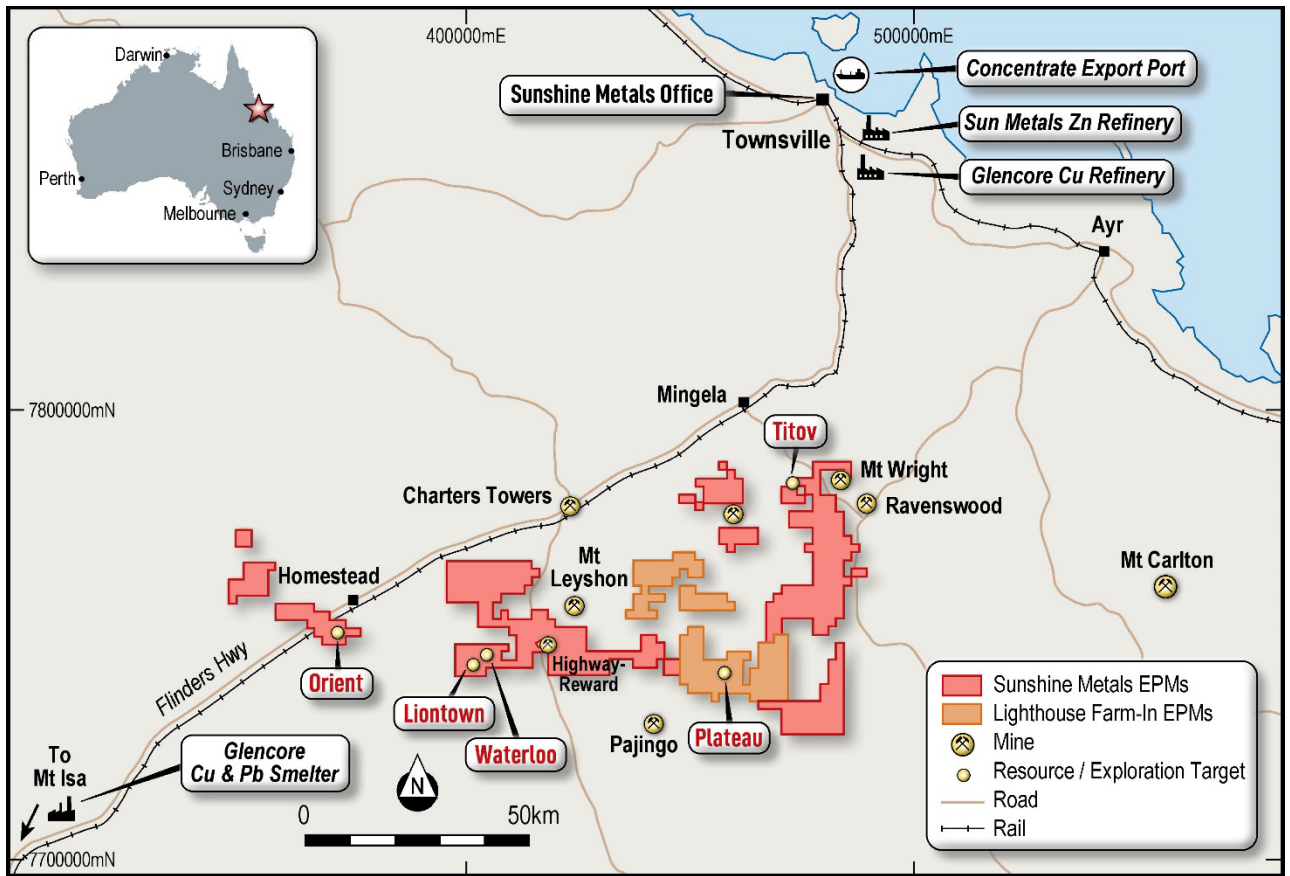 400000mE
500000mE
Darwin
Brisbane
Perth
Sydney
Melbourne
Concentrate Export Port
Sunshine Metals Office
Sun Metals Zn Refinery
Townsville
Glencore Cu Refinery
Ayr
7800000mN
Mingela
Titov
Mt Wright
Charters Towers
Ravenswood
Mt
Leyshon
Mt Carlton
Homestead
Highway-
Reward
Orient
Flinders Hwy
Liontown
Waterloo
Pajingo
Plateau
To
Mt Isa
Glencore
Cu & Pb Smelter
N
0
50km
7700000mN
Sunshine Metals EPMs
Lighthouse Farm-In EPMs
Mine
Resource / Exploration Target
Road
Rail